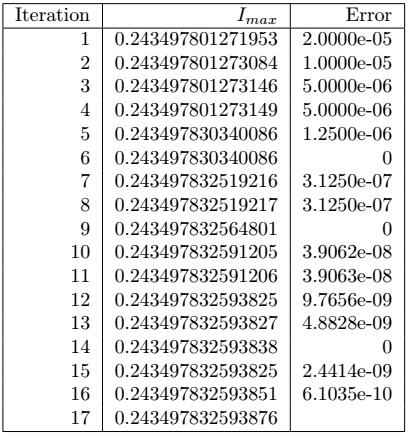 Iteration I_max Error
1 0.243497801271953 2.0000e-05
2 0.243497801273084 1.0000e-05
3 0.243497801273146 5.0000e-06
4 0.243497801273149 5.0000e-06
5 0.243497830340086 1.2500e-06
6 0.243497830340086 0
7 0.243497832519216 3.1250e-07
8 0.243497832519217 3.1250e-07
9 0.243497832564801 0
10 0.243497832591205 3.9062e-08
11 0.243497832591206 3.9063e-08
12 0.243497832593825 9.7656e-09
13 0.243497832593827 4.8828e-09
14 0.243497832593838 0
15 0.243497832593825 2.4414e-09
16 0.243497832593851 6.1035e-10
17 0.243497832593876